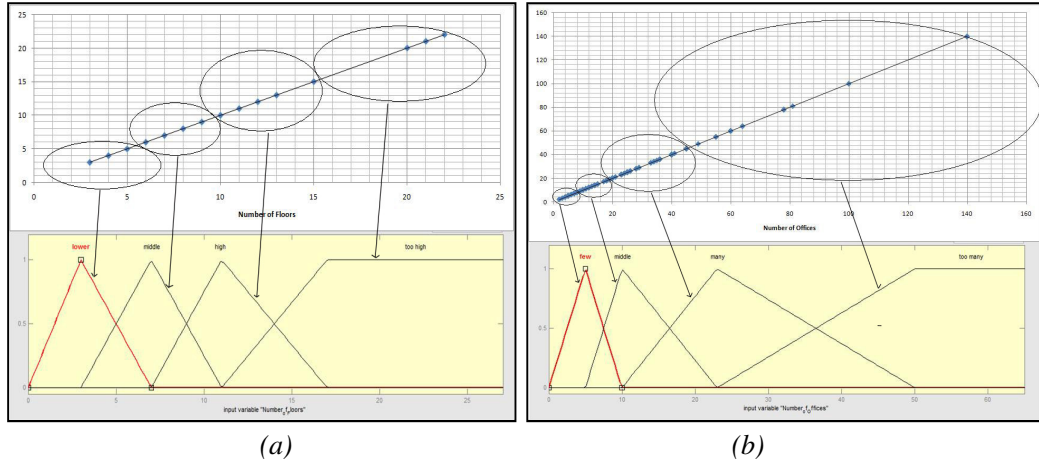 25
20
15
10
5
0
0 5 10 15 20 25
Number of Floors
lower middle high too high
1
0.5
0
0 5 10 15 20 25
input variable "Number_of_Floors"
(a)
160
140
120
100
80
60
40
20
0
0 20 40 60 80 100 120 140 160
Number of Offices
few middle many too many
1
0.5
0
0 10 20 30 40 50 60
input variable "Number_of_Offices"
(b)